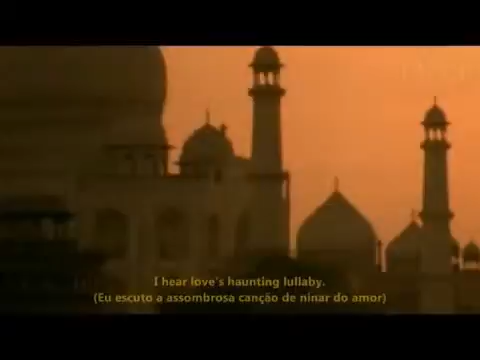 I hear love's haunting lullaby.
(Eu escuto a assombrosa canção de ninar do amor)